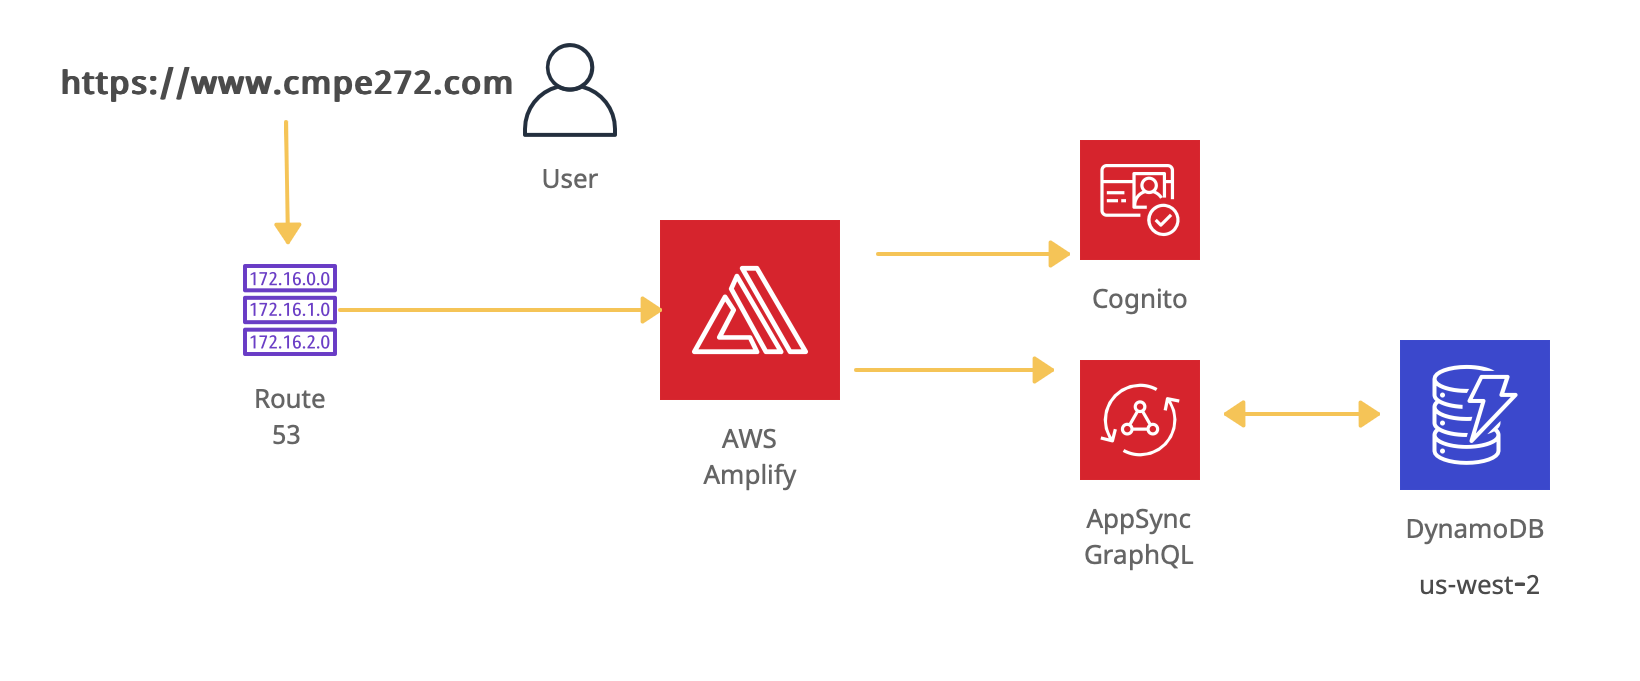 https://www.cmpe272.com
User
172.16.0.0
172.16.1.0
172.16.2.0
Route
53
AWS
Amplify
Cognito
AppSync
GraphQL
DynamoDB
us-west-2